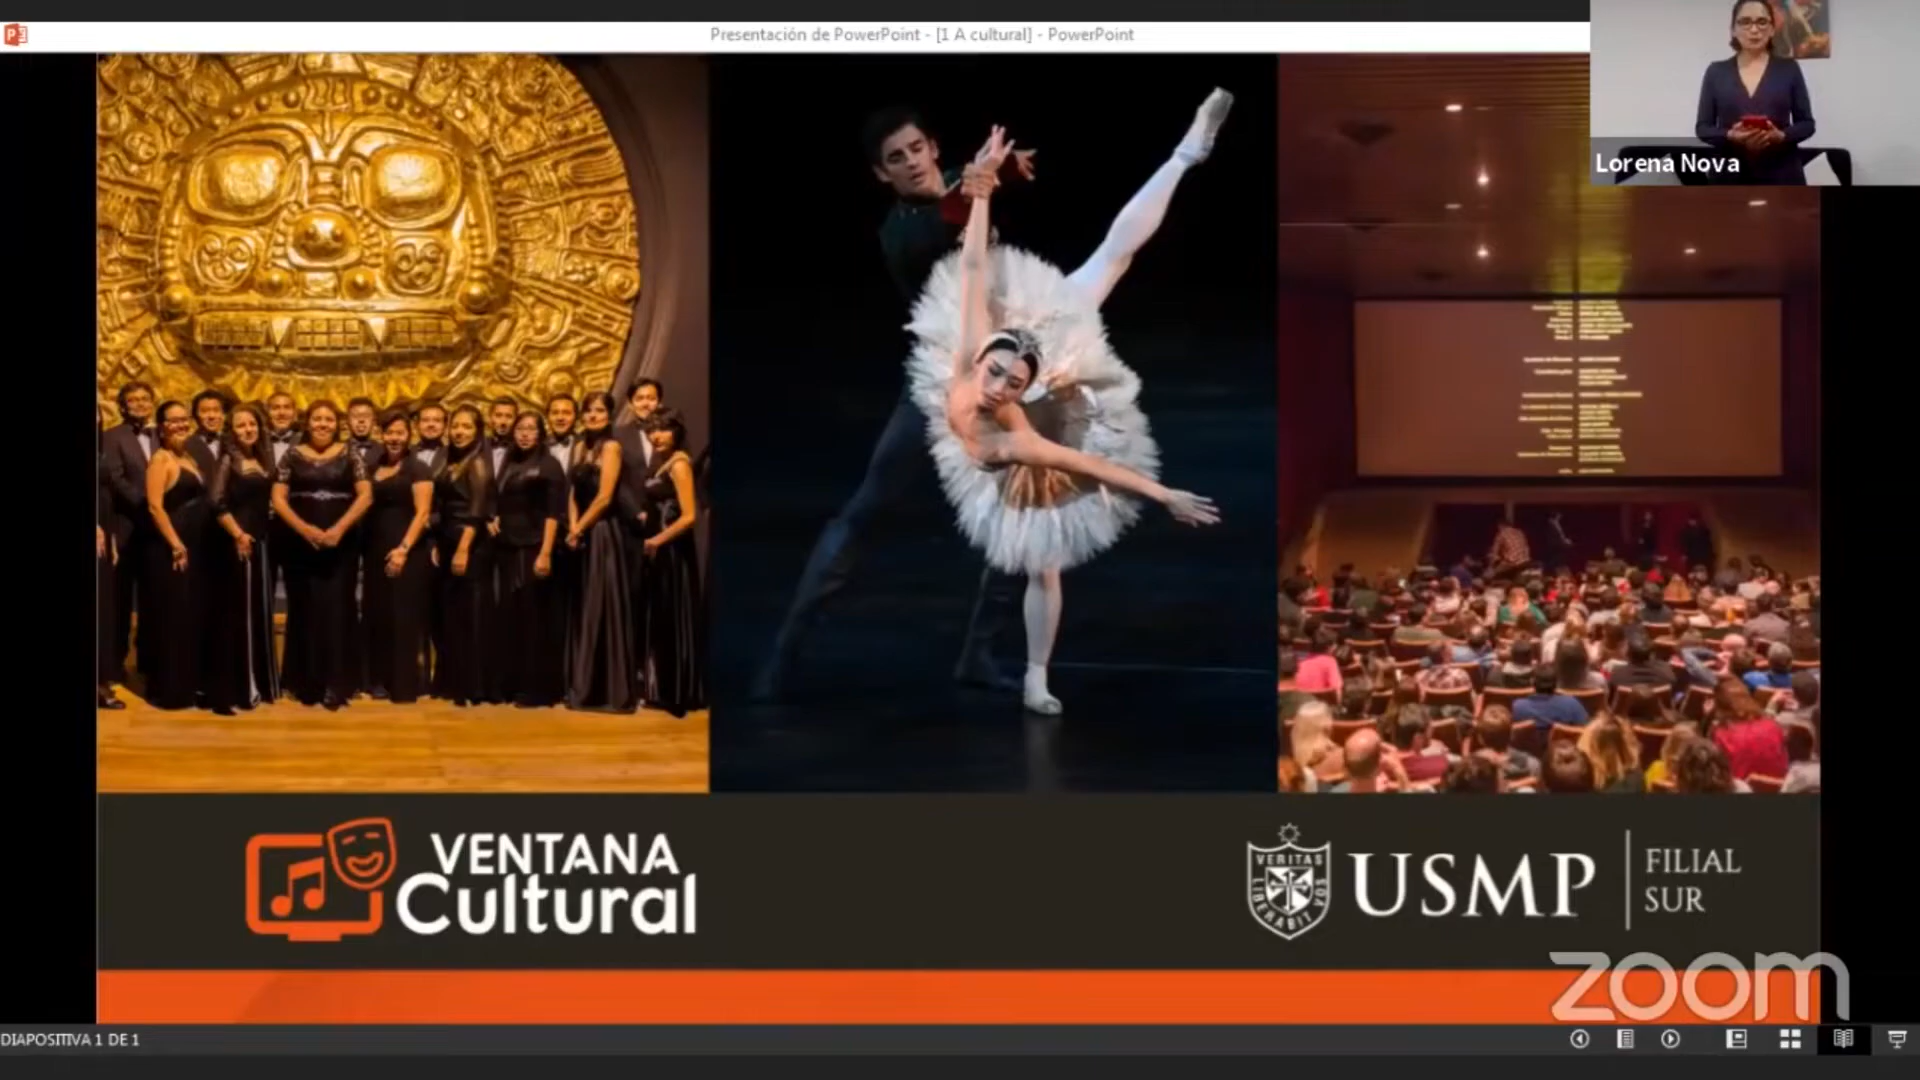 Presentación de PowerPoint - [1 A cultural] - PowerPoint
Lorena Nova
VENTANA
Cultural
VERITAS
LIBERABIT VOS
USMP
FILIAL
SUR
zoom
DIAPOSITIVA 1 DE 1